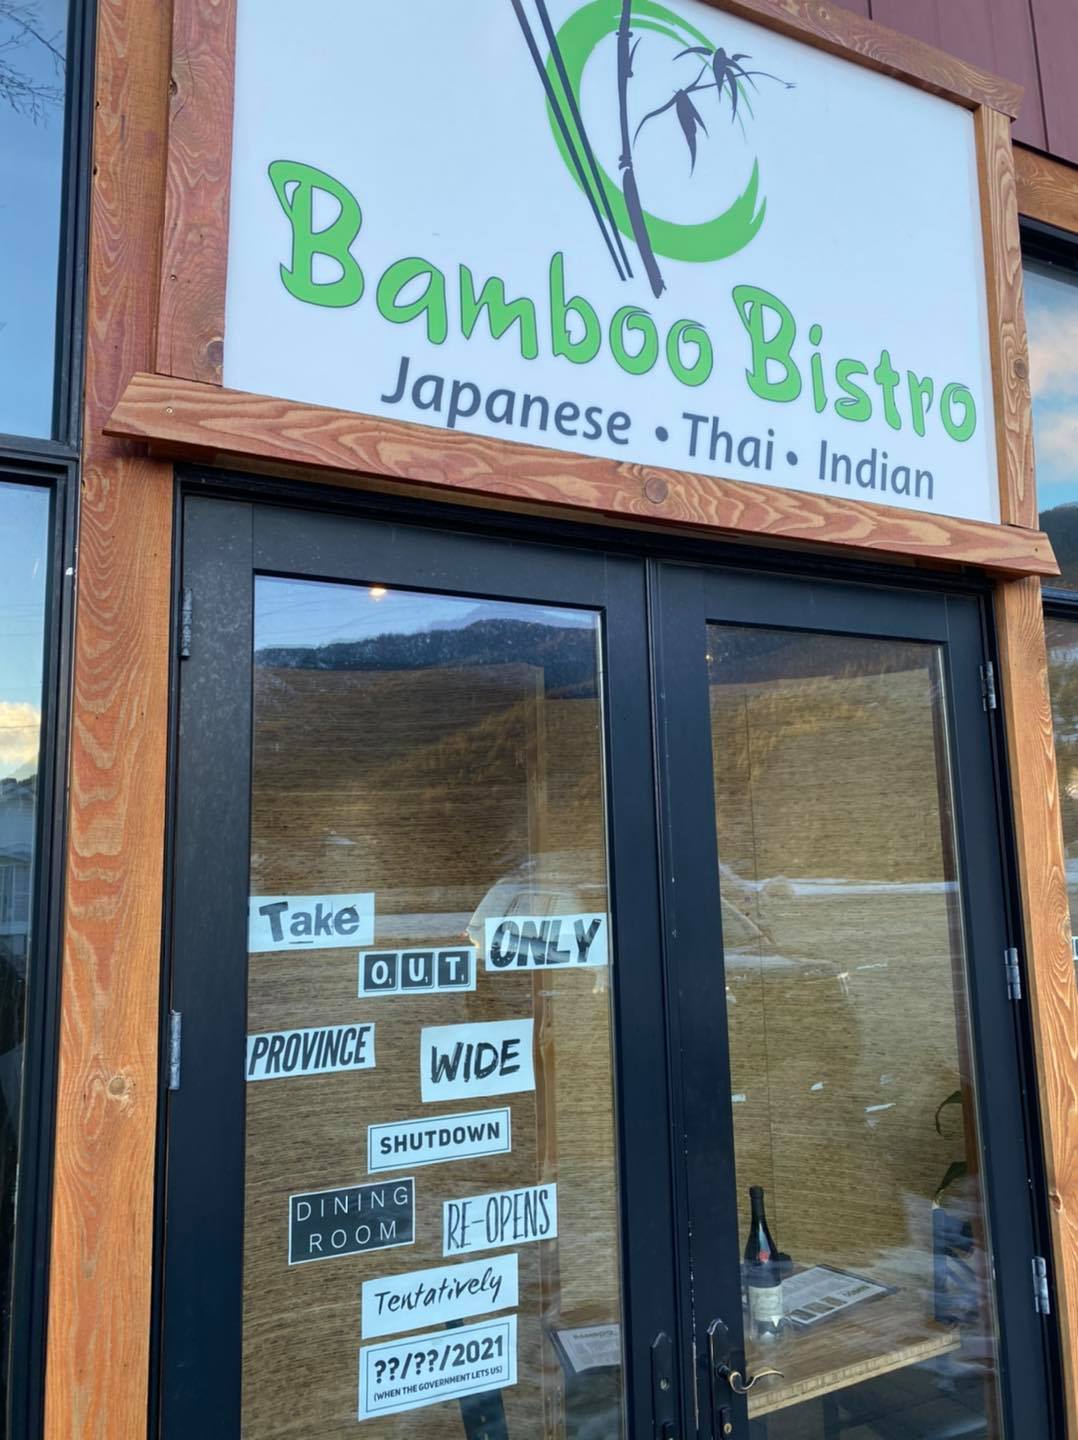 Bamboo Bistro
Japanese • Thai • Indian
Take
OUT
ONLY
PROVINCE
WIDE
SHUTDOWN
DINING
ROOM
RE-OPENS
Tentatively
??/??/2021
(WHEN THE GOVERNMENT LETS US)
BAMBOO